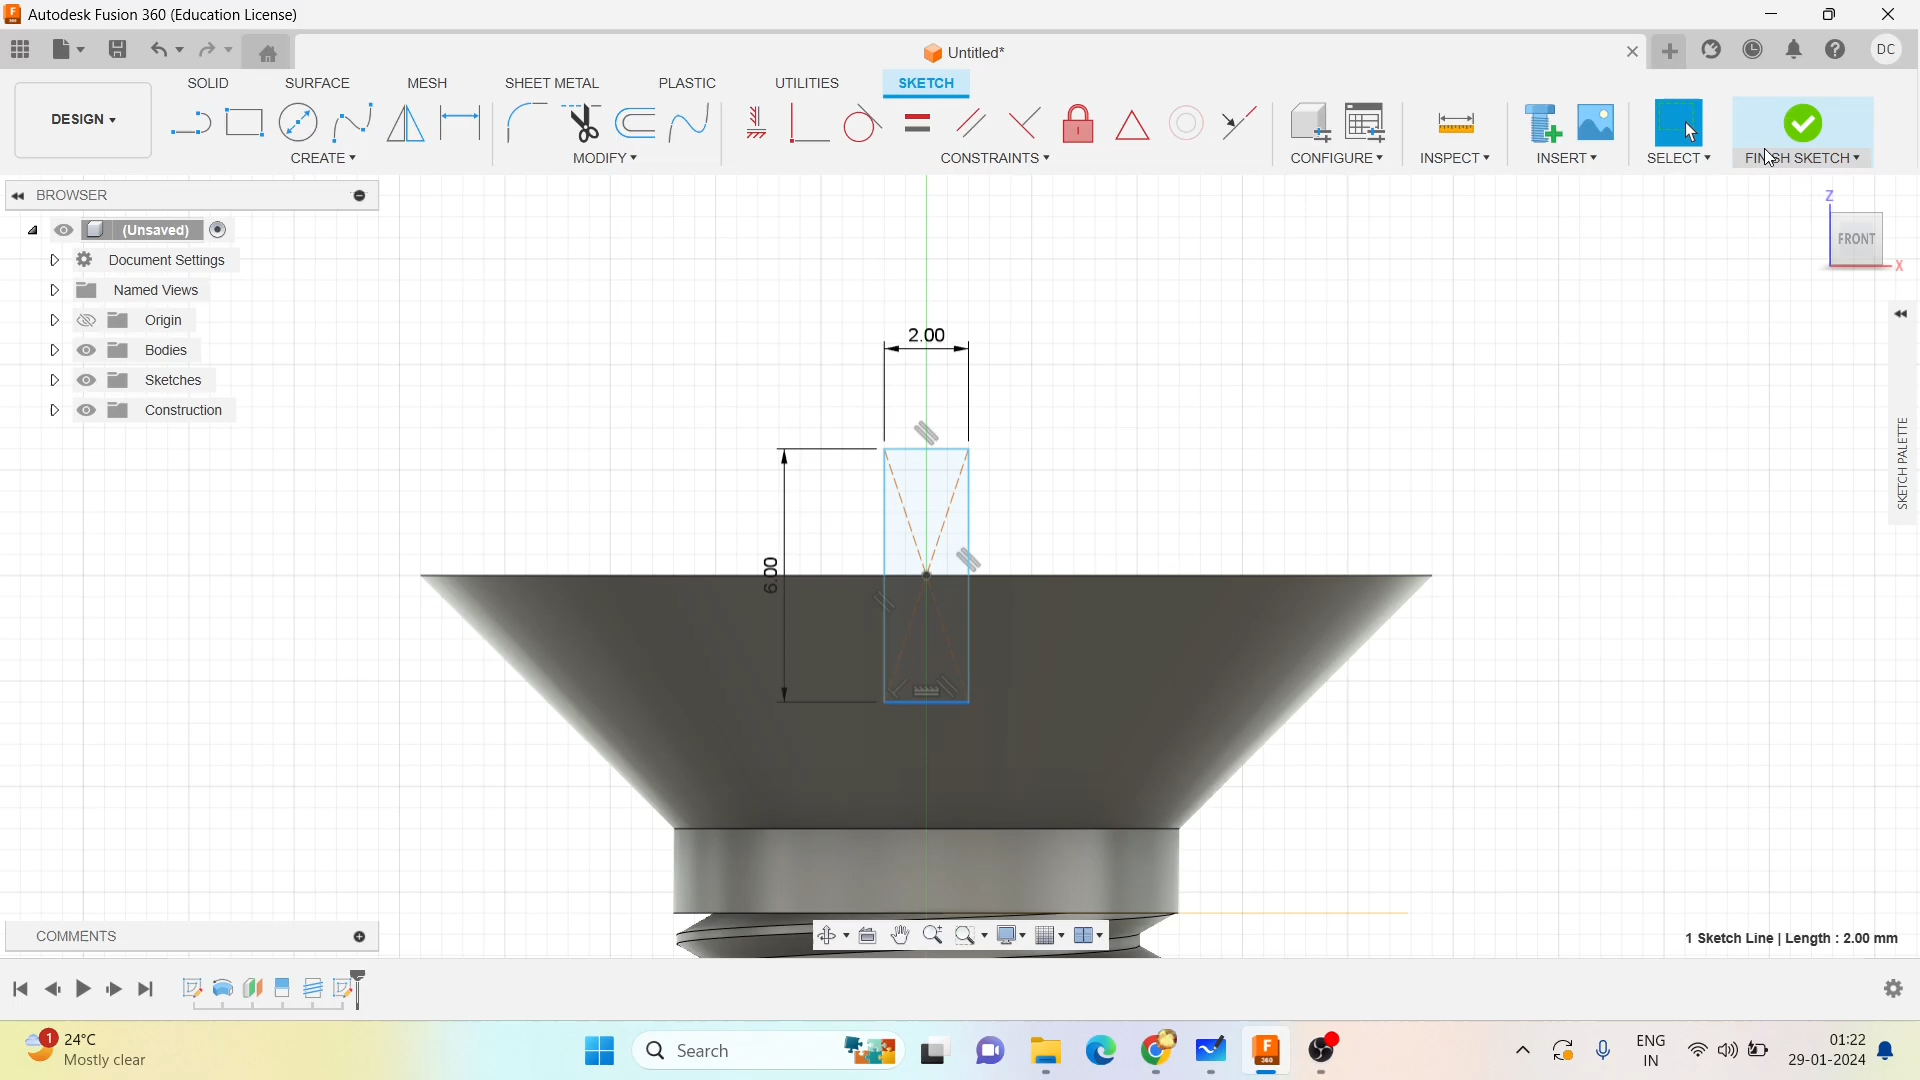 Autodesk Fusion 360 (Education License)
Untitled*
DC
DESIGN
SOLID
SURFACE
MESH
SHEET METAL
PLASTIC
UTILITIES
SKETCH
CREATE
MODIFY
CONSTRAINTS
CONFIGURE
INSPECT
INSERT
SELECT
FINISH SKETCH
BROWSER
(Unsaved)
Document Settings
Named Views
Origin
Bodies
Sketches
Construction
Z
FRONT
X
SKETCH PALETTE
2.00
6.00
COMMENTS
1 Sketch Line | Length : 2.00 mm
1
24°C
Mostly clear
Search
F
360
ENG
IN
01:22
29-01-2024